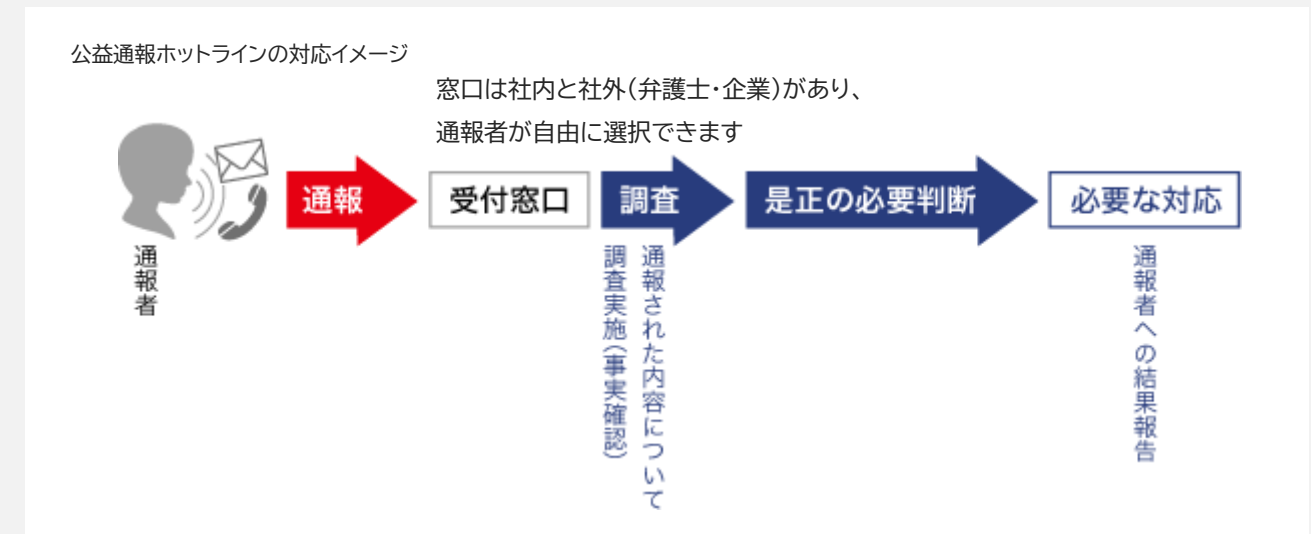 公益通報ホットラインの対応イメージ
窓口は社内と社外(弁護士・企業)があり、
通報者が自由に選択できます
通報
受付窓口
調査
是正の必要判断
必要な対応
通報者
通報された内容について
調査実施(事実確認)
通報者への結果報告